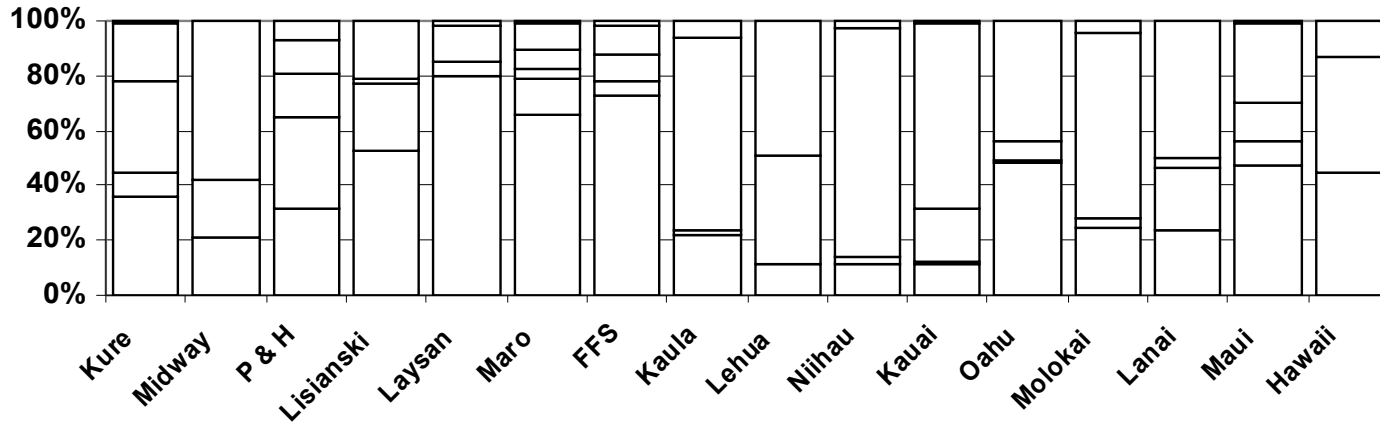 100%
80%
60%
40%
20%
0%
Kure
Midway
P & H
Lisianski
Laysan
Maro
FFS
Kaula
Lehua
Niihau
Kauai
Oahu
Molokai
Lanai
Maui
Hawaii